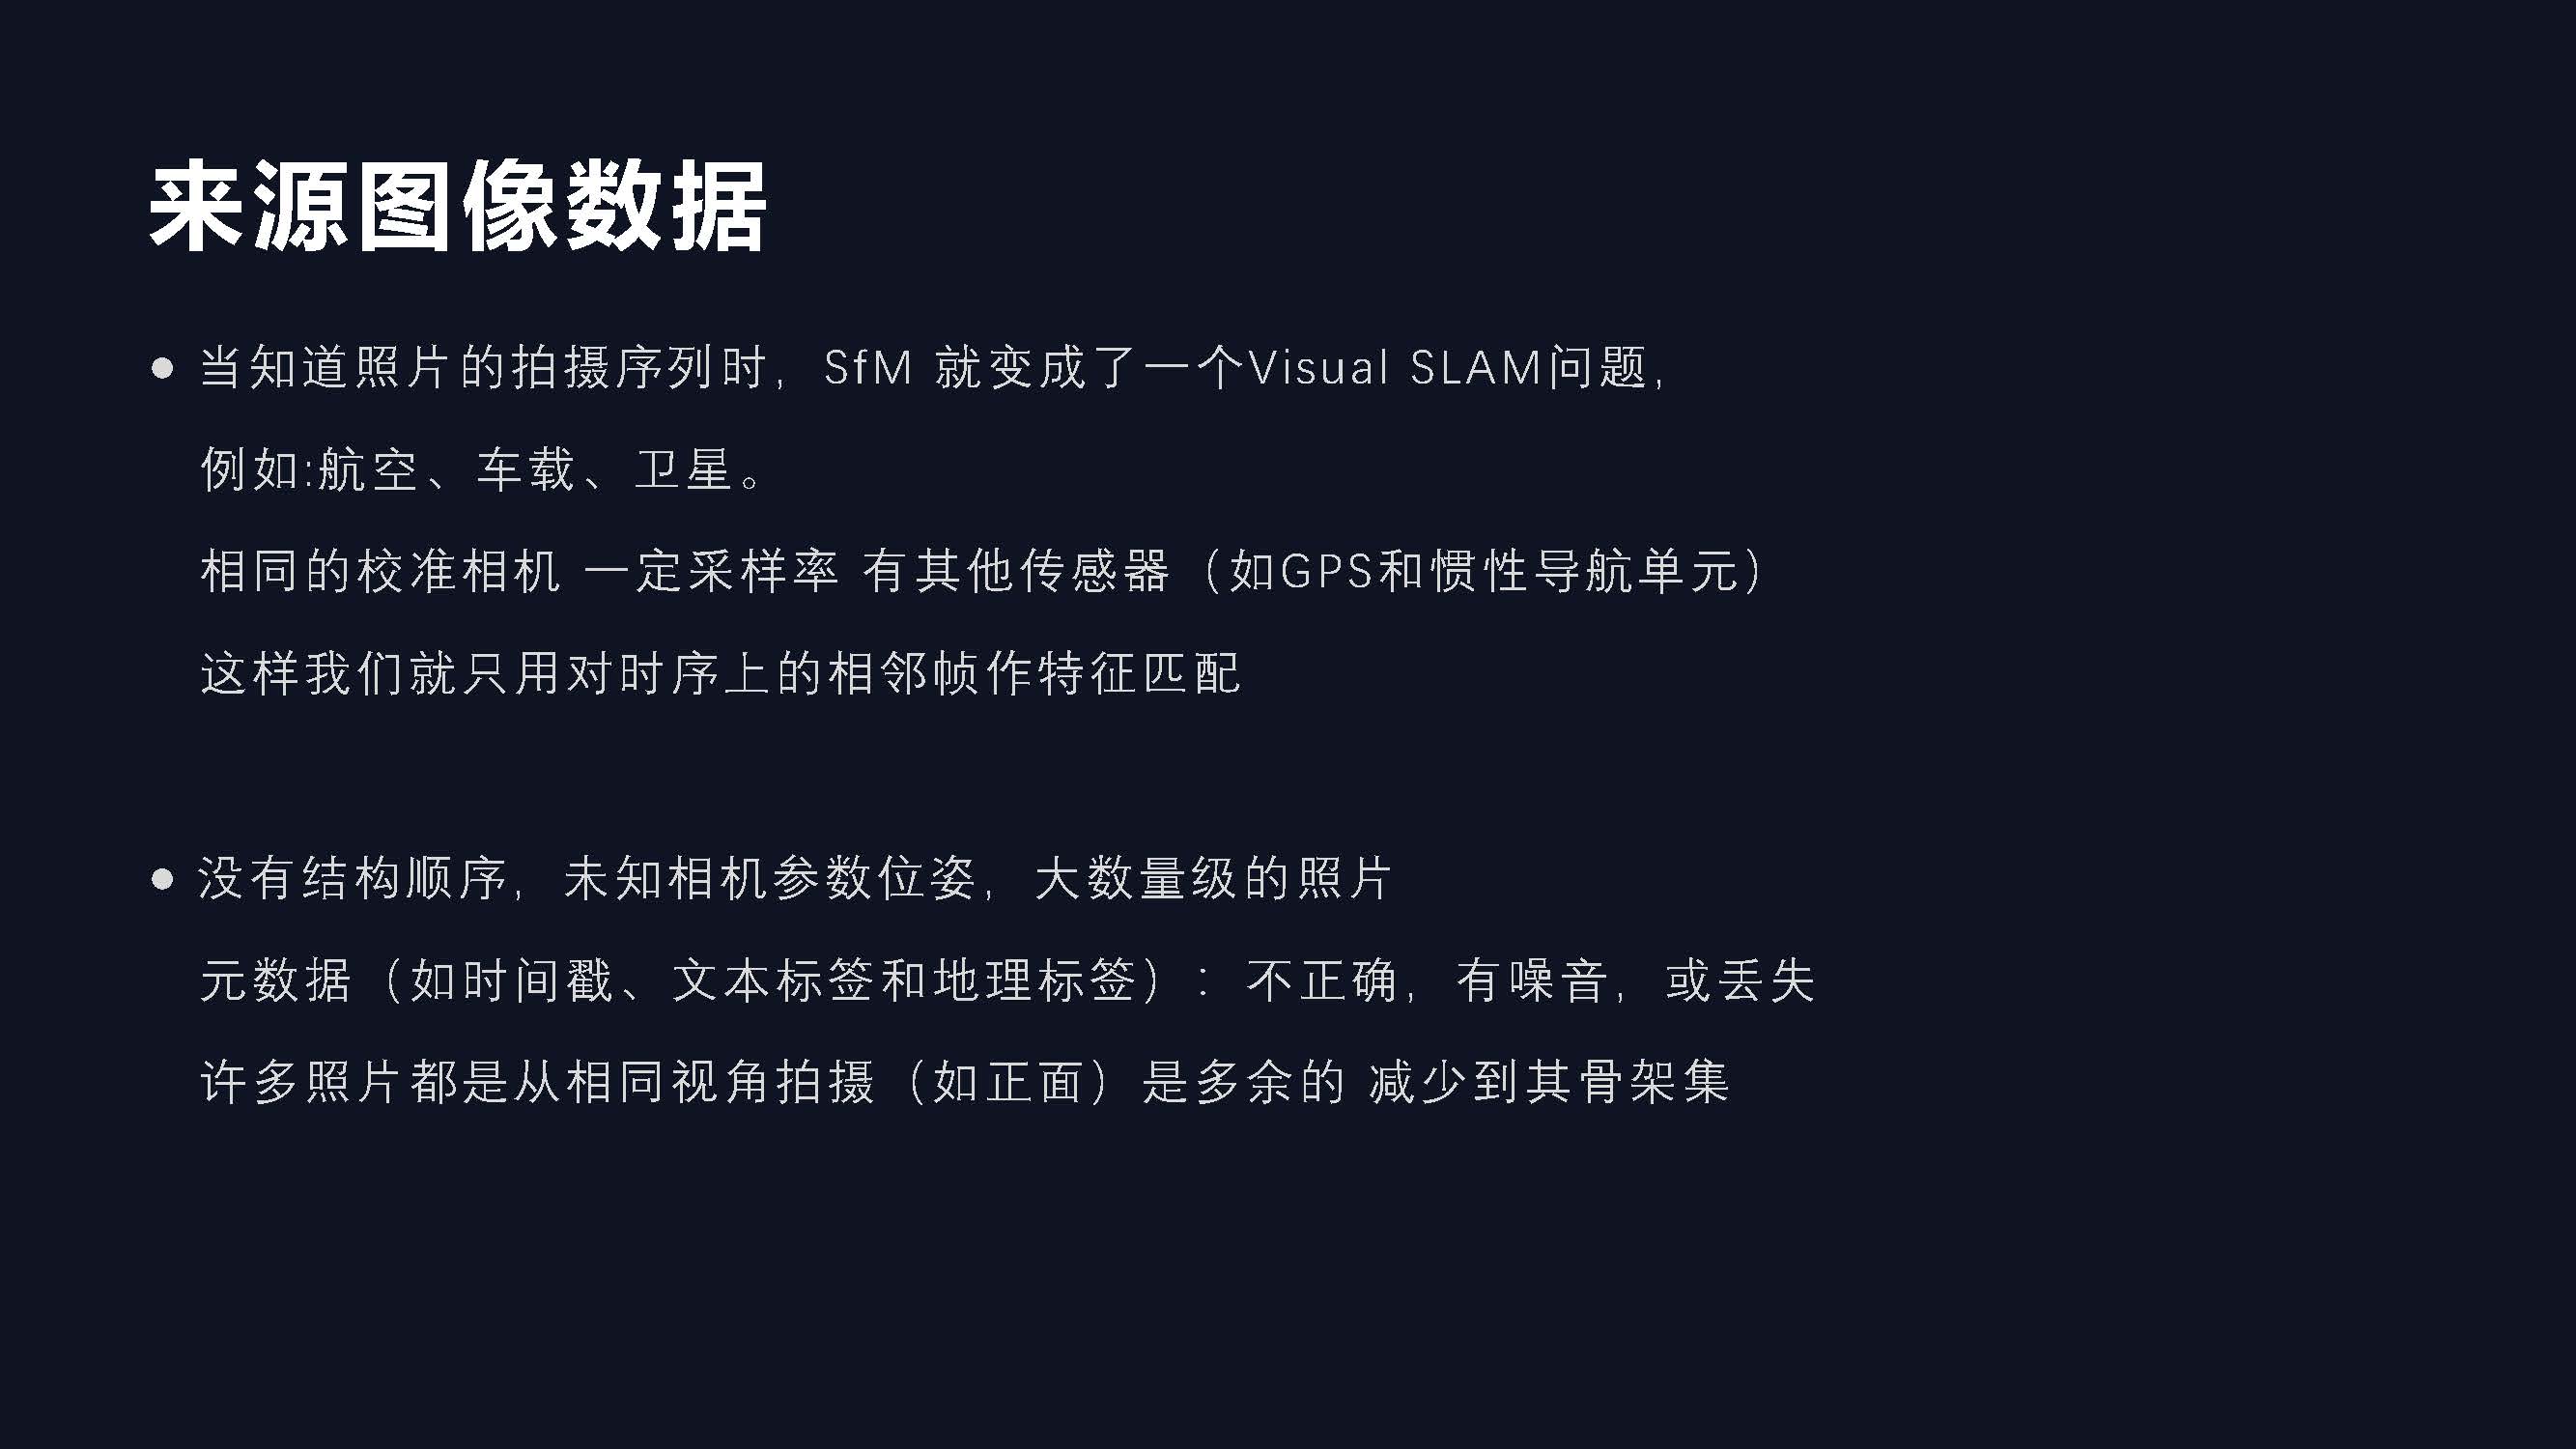 来源图像数据
● 当知道照片的拍摄序列时，SfM 就变成了一个Visual SLAM问题，
例如:航空、车载、卫星。
相同的校准相机 一定采样率 有其他传感器（如GPS和惯性导航单元）
这样我们就只用对时序上的相邻帧作特征匹配
● 没有结构顺序，未知相机参数位姿，大数量级的照片
元数据（如时间戳、文本标签和地理标签）：不正确，有噪音，或丢失
许多照片都是从相同视角拍摄（如正面）是多余的 减少到其骨架集